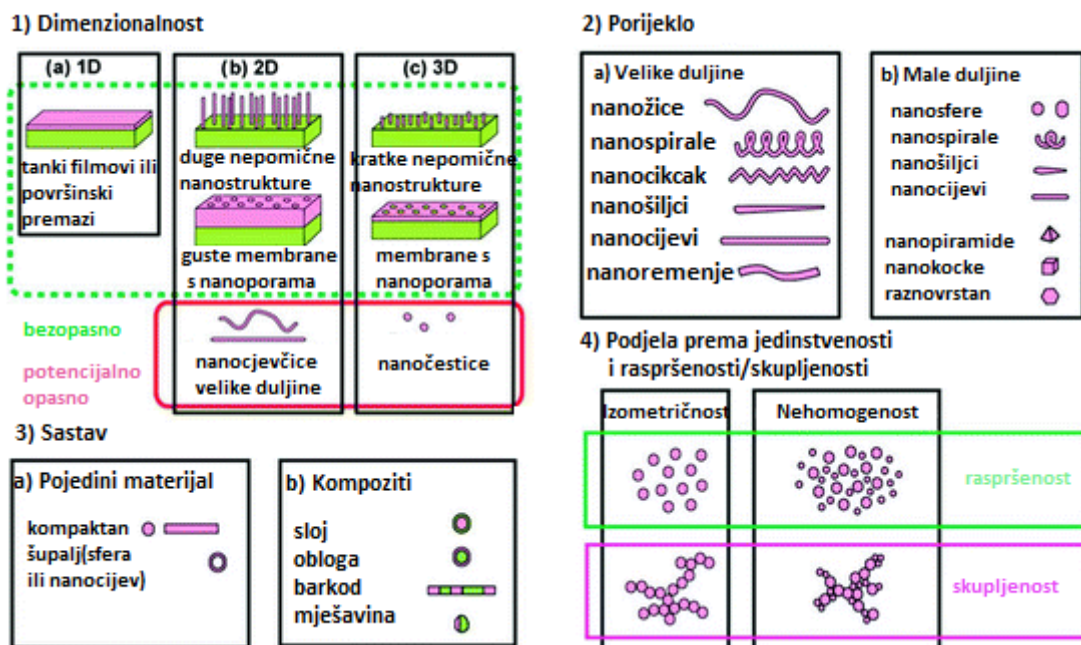 1) Dimenzionalnost
(a) 1D
(b) 2D
(c) 3D
tanki filmovi ili
površinski
premazi
duge nepomične
nanostrukture
guste membrane
s nanoporama
kratke nepomične
nanostrukture
membrane s
nanoporama
bezopasno
potencijalno
opasno
nanocjevčice
velike duljine
nanočestice
2) Porijeklo
a) Velike duljine
nanožice
nanospirale
nanocikcak
nanošiljci
nanocijevi
nanoremenje
b) Male duljine
nanosfere
nanospirale
nanošiljci
nanocijevi
nanopiramide
nanokocke
raznovrstan
3) Sastav
a) Pojedini materijal
kompaktan
šupalj(sfera
ili nanocijev)
b) Kompoziti
sloj
obloga
barkod
mješavina
4) Podjela prema jedinstvenosti
i raspršenosti/skupljenosti
Izometričnost
Nehomogenost
raspršenost
skupljenost